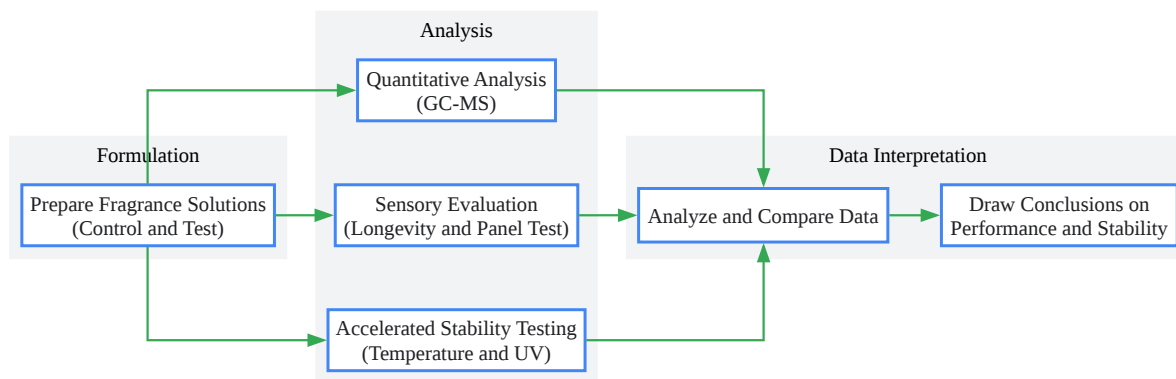 Analysis
Quantitative Analysis
(GC-MS)
Formulation
Prepare Fragrance Solutions
(Control and Test)
Sensory Evaluation
(Longevity and Panel Test)
Accelerated Stability Testing
(Temperature and UV)
Data Interpretation
Analyze and Compare Data
Draw Conclusions on
Performance and Stability